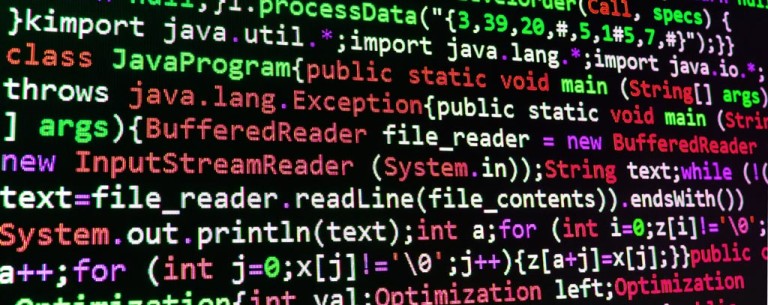 null,}1.processData("{3,39,20,#,5,1#5,7,#}");}}
(Call, specs) {
}kimport java.util.*;import java.lang.*;import java.io.*;
class JavaProgram{public static void main (String[] args)
throws java.lang.Exception{public static void main (Strin
] args){BufferedReader file_reader = new BufferedReader
new InputStreamReader (System.in));String text;while (!(
text=file_reader.readLine(file_contents)).endsWith())
System.out.println(text);int a;for (int i=0;z[i]!='\0';
a++;for (int j=0;x[j]!='\0';j++){z[a+j]=x[j];}}public c
Optimization{int val;Optimization left;Optimization